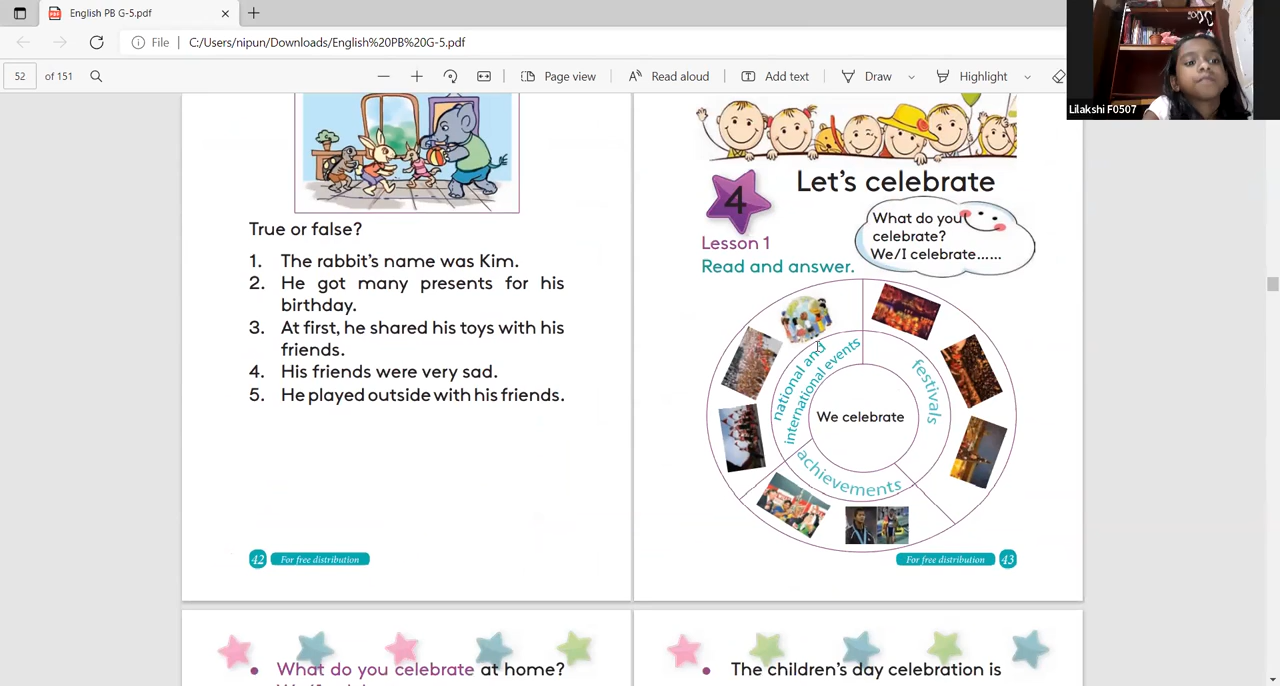 English PB G-5.pdf
File
C:/Users/nipun/Downloads/English%20PB%20G-5.pdf
52 of 151
Page view
Read aloud
Add text
Draw
Highlight
Lilakshi F0507
True or false?
1. The rabbit's name was Kim.
2. He got many presents for his
birthday.
3. At first, he shared his toys with his
friends.
4. His friends were very sad.
5. He played outside with his friends.
42 For free distribution
4
Let's celebrate
Lesson 1
Read and answer.
What do you
celebrate?
We/I celebrate......
national and
international events
festivals
achievements
We celebrate
For free distribution 43
• What do you celebrate at home?
• The children's day celebration is